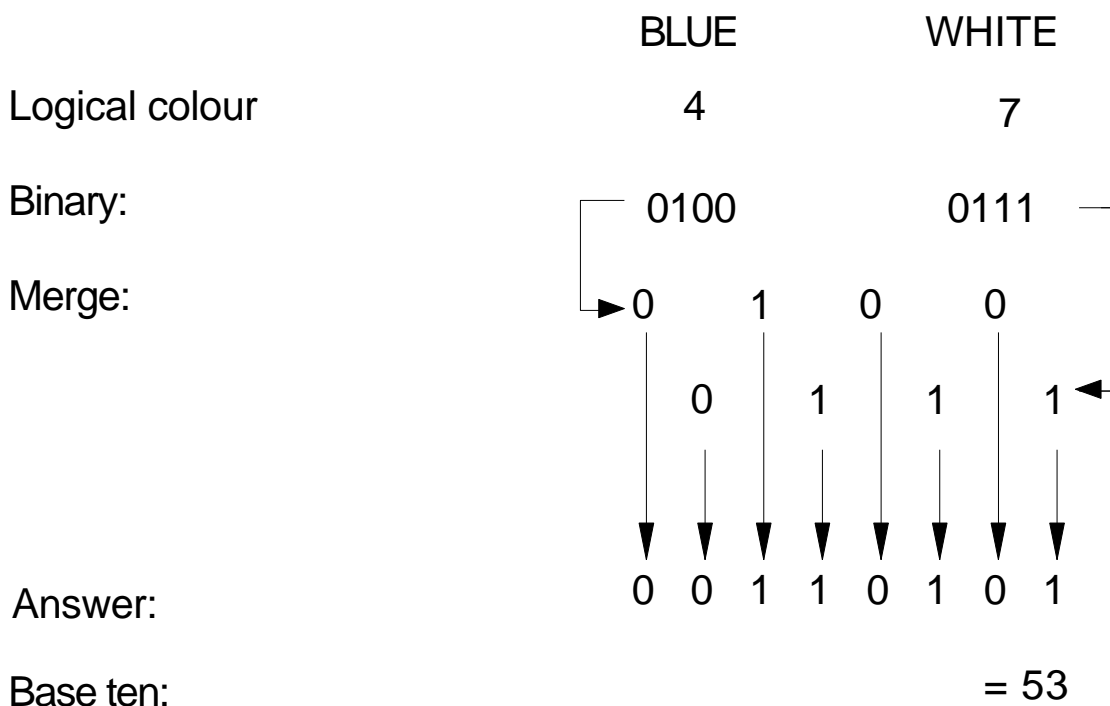 BLUE WHITE
Logical colour 4 7
Binary: 0100 0111
Merge: 0 1 0 0
0 1 1 1
Answer: 0 0 1 1 0 1 0 1
Base ten: = 53